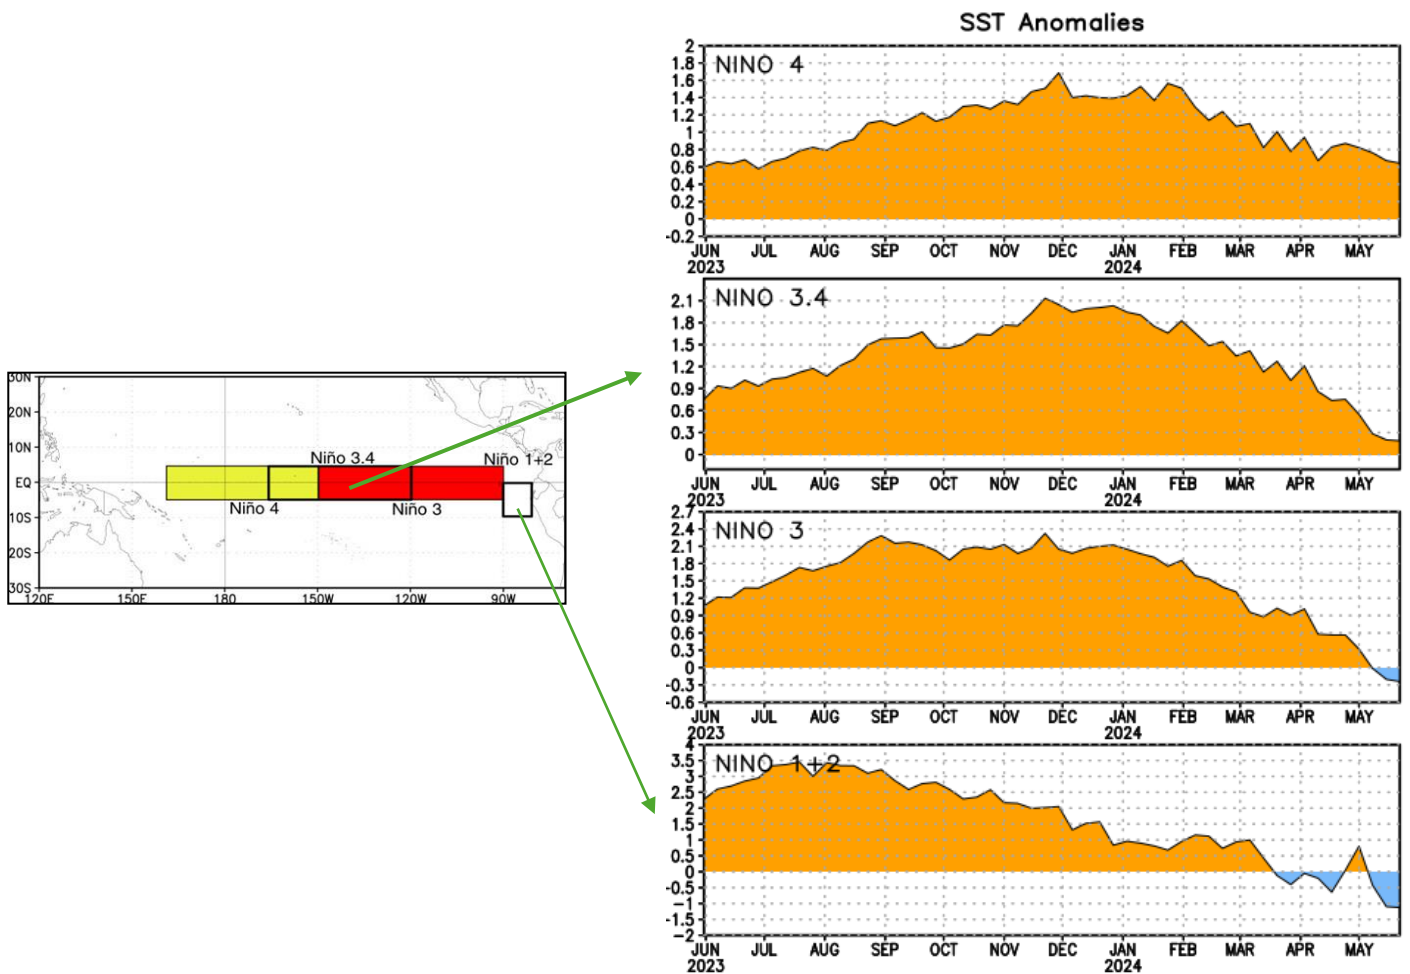 SST Anomalies
NINO 4
2
1.8
1.6
1.4
1.2
1
0.8
0.6
0.4
0.2
0
-0.2
JUN JUL AUG SEP OCT NOV DEC JAN FEB MAR APR MAY
2023 2024
NINO 3.4
2.1
1.8
1.5
1.2
0.9
0.6
0.3
0
JUN JUL AUG SEP OCT NOV DEC JAN FEB MAR APR MAY
2023 2024
NINO 3
2.7
2.4
2.1
1.8
1.5
1.2
0.9
0.6
0.3
0
-0.3
-0.6
JUN JUL AUG SEP OCT NOV DEC JAN FEB MAR APR MAY
2023 2024
NINO 1+2
4
3.5
3
2.5
2
1.5
1
0.5
0
-0.5
-1
-1.5
-2
JUN JUL AUG SEP OCT NOV DEC JAN FEB MAR APR MAY
2023 2024
30N
20N
10N
EQ
10S
20S
30S
120E 150E 180 150W 120W 90W
Niño 3.4 Niño 1+2
Niño 4 Niño 3